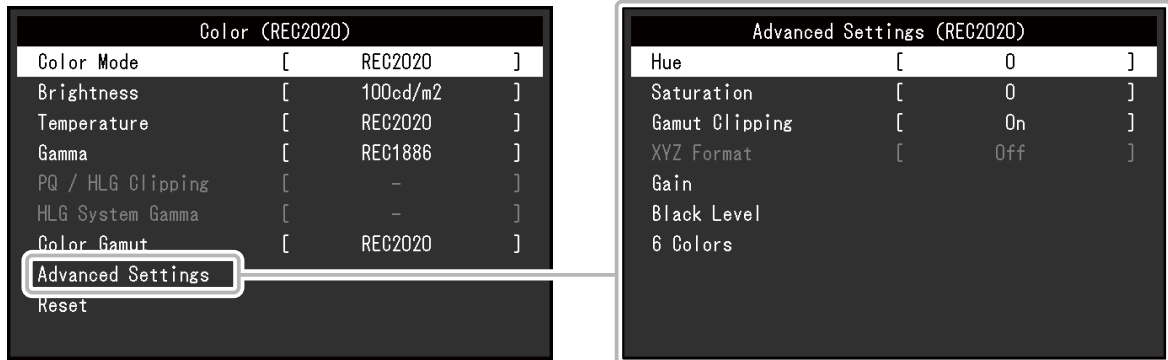 Color (REC2020)
Color Mode [ REC2020 ]
Brightness [ 100cd/m2 ]
Temperature [ REC2020 ]
Gamma [ REC1886 ]
PQ / HLG Clipping [ – ]
HLG System Gamma [ – ]
Color Gamut [ REC2020 ]
Advanced Settings
Reset
Advanced Settings (REC2020)
Hue [ 0 ]
Saturation [ 0 ]
Gamut Clipping [ On ]
XYZ Format [ Off ]
Gain
Black Level
6 Colors